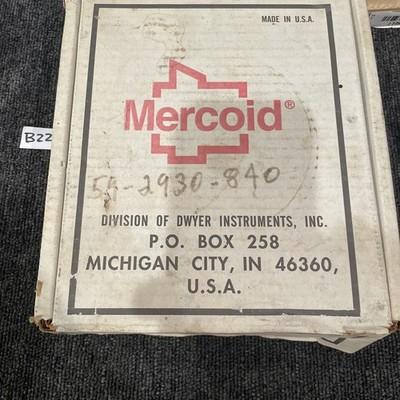 MADE IN U.S.A.
Mercoid®
B22
5A-2930-840
DIVISION OF DWYER INSTRUMENTS, INC.
P.O. BOX 258
MICHIGAN CITY, IN 46360,
U.S.A.